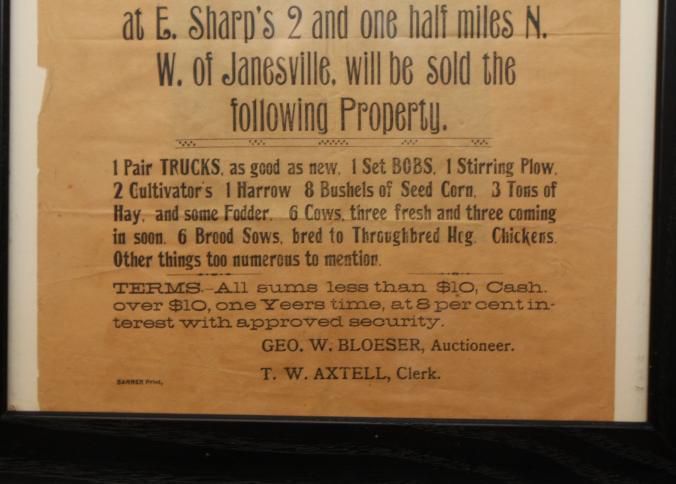 at E. Sharp's 2 and one half miles N.
W. of Janesville, will be sold the
following Property.
1 Pair TRUCKS, as good as new, 1 Set BOBS, 1 Stirring Plow,
2 Cultivator's 1 Harrow 8 Bushels of Seed Corn, 3 Tons of
Hay, and some Fodder. 6 Cows, three fresh and three coming
in soon. 6 Brood Sows, bred to Throughbred Hog. Chickens.
Other things too numerous to mention.
TERMS.-All sums less than $10, Cash.
over $10, one Yeers time, at 8 per cent in-
terest with approved security.
GEO. W. BLOESER, Auctioneer.
T. W. AXTELL, Clerk.
BANNER Print,